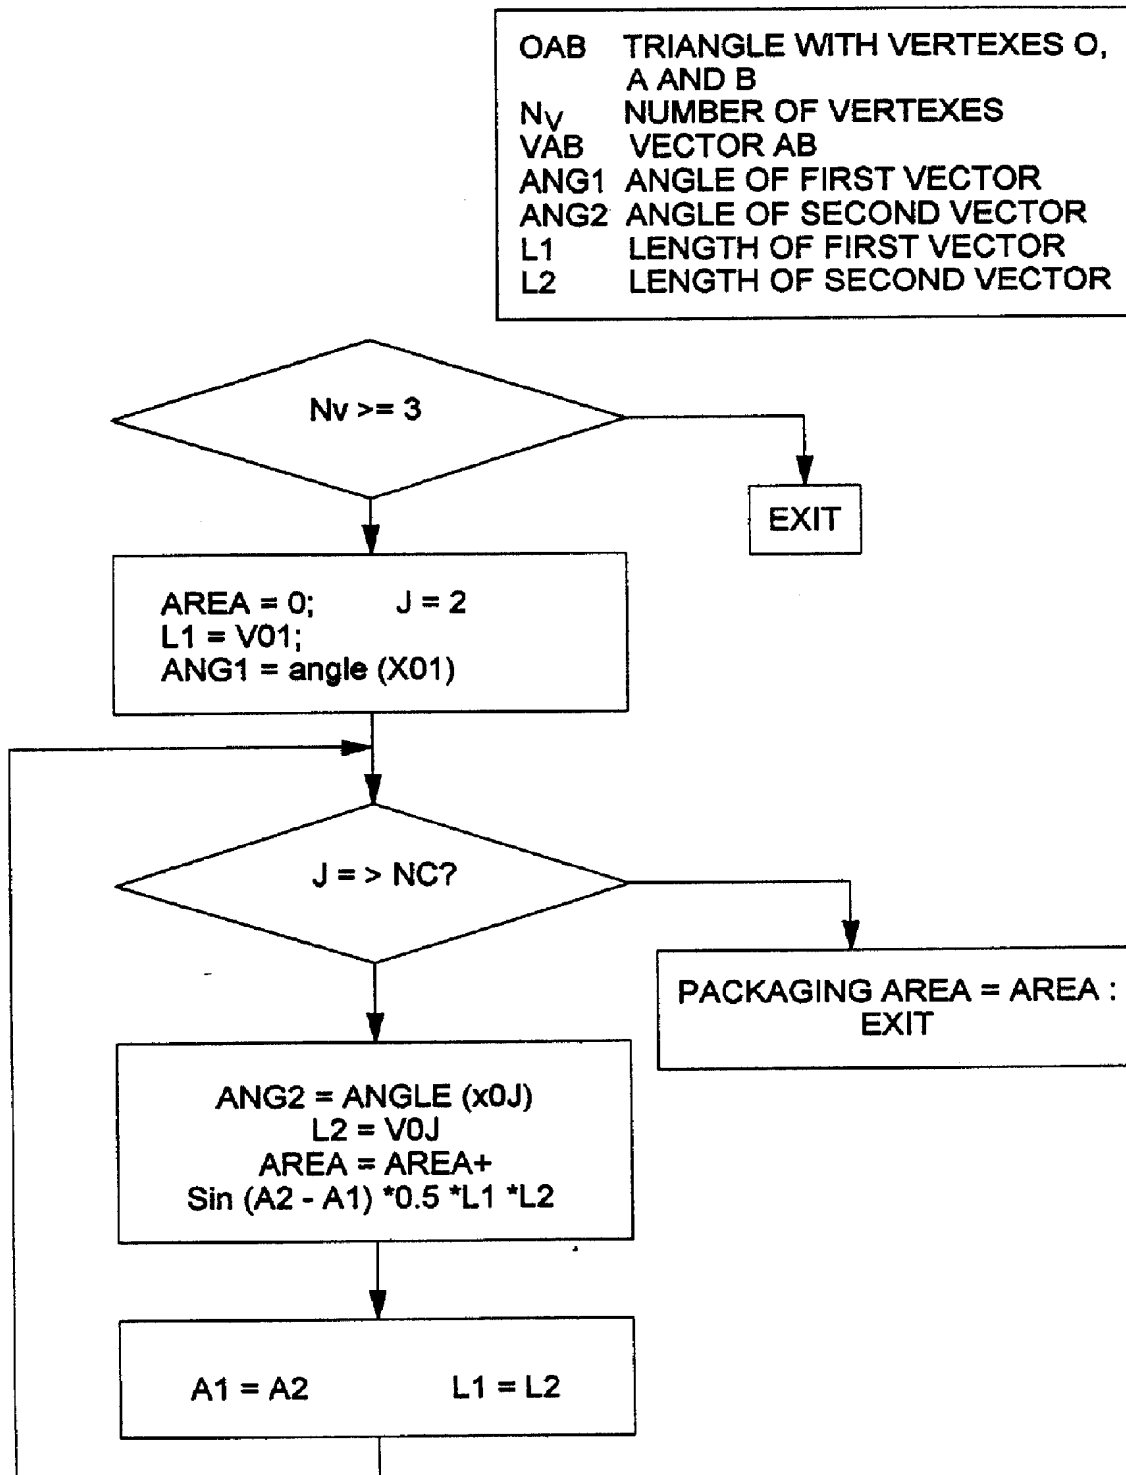 OAB TRIANGLE WITH VERTEXES O,
A AND B
NV NUMBER OF VERTEXES
VAB VECTOR AB
ANG1 ANGLE OF FIRST VECTOR
ANG2 ANGLE OF SECOND VECTOR
L1 LENGTH OF FIRST VECTOR
L2 LENGTH OF SECOND VECTOR
Nv >= 3
EXIT
AREA = 0; J = 2
L1 = V01;
ANG1 = angle (X01)
J = > NC?
PACKAGING AREA = AREA :
EXIT
ANG2 = ANGLE (x0J)
L2 = V0J
AREA = AREA+
Sin (A2 - A1) *0.5 *L1 *L2
A1 = A2 L1 = L2